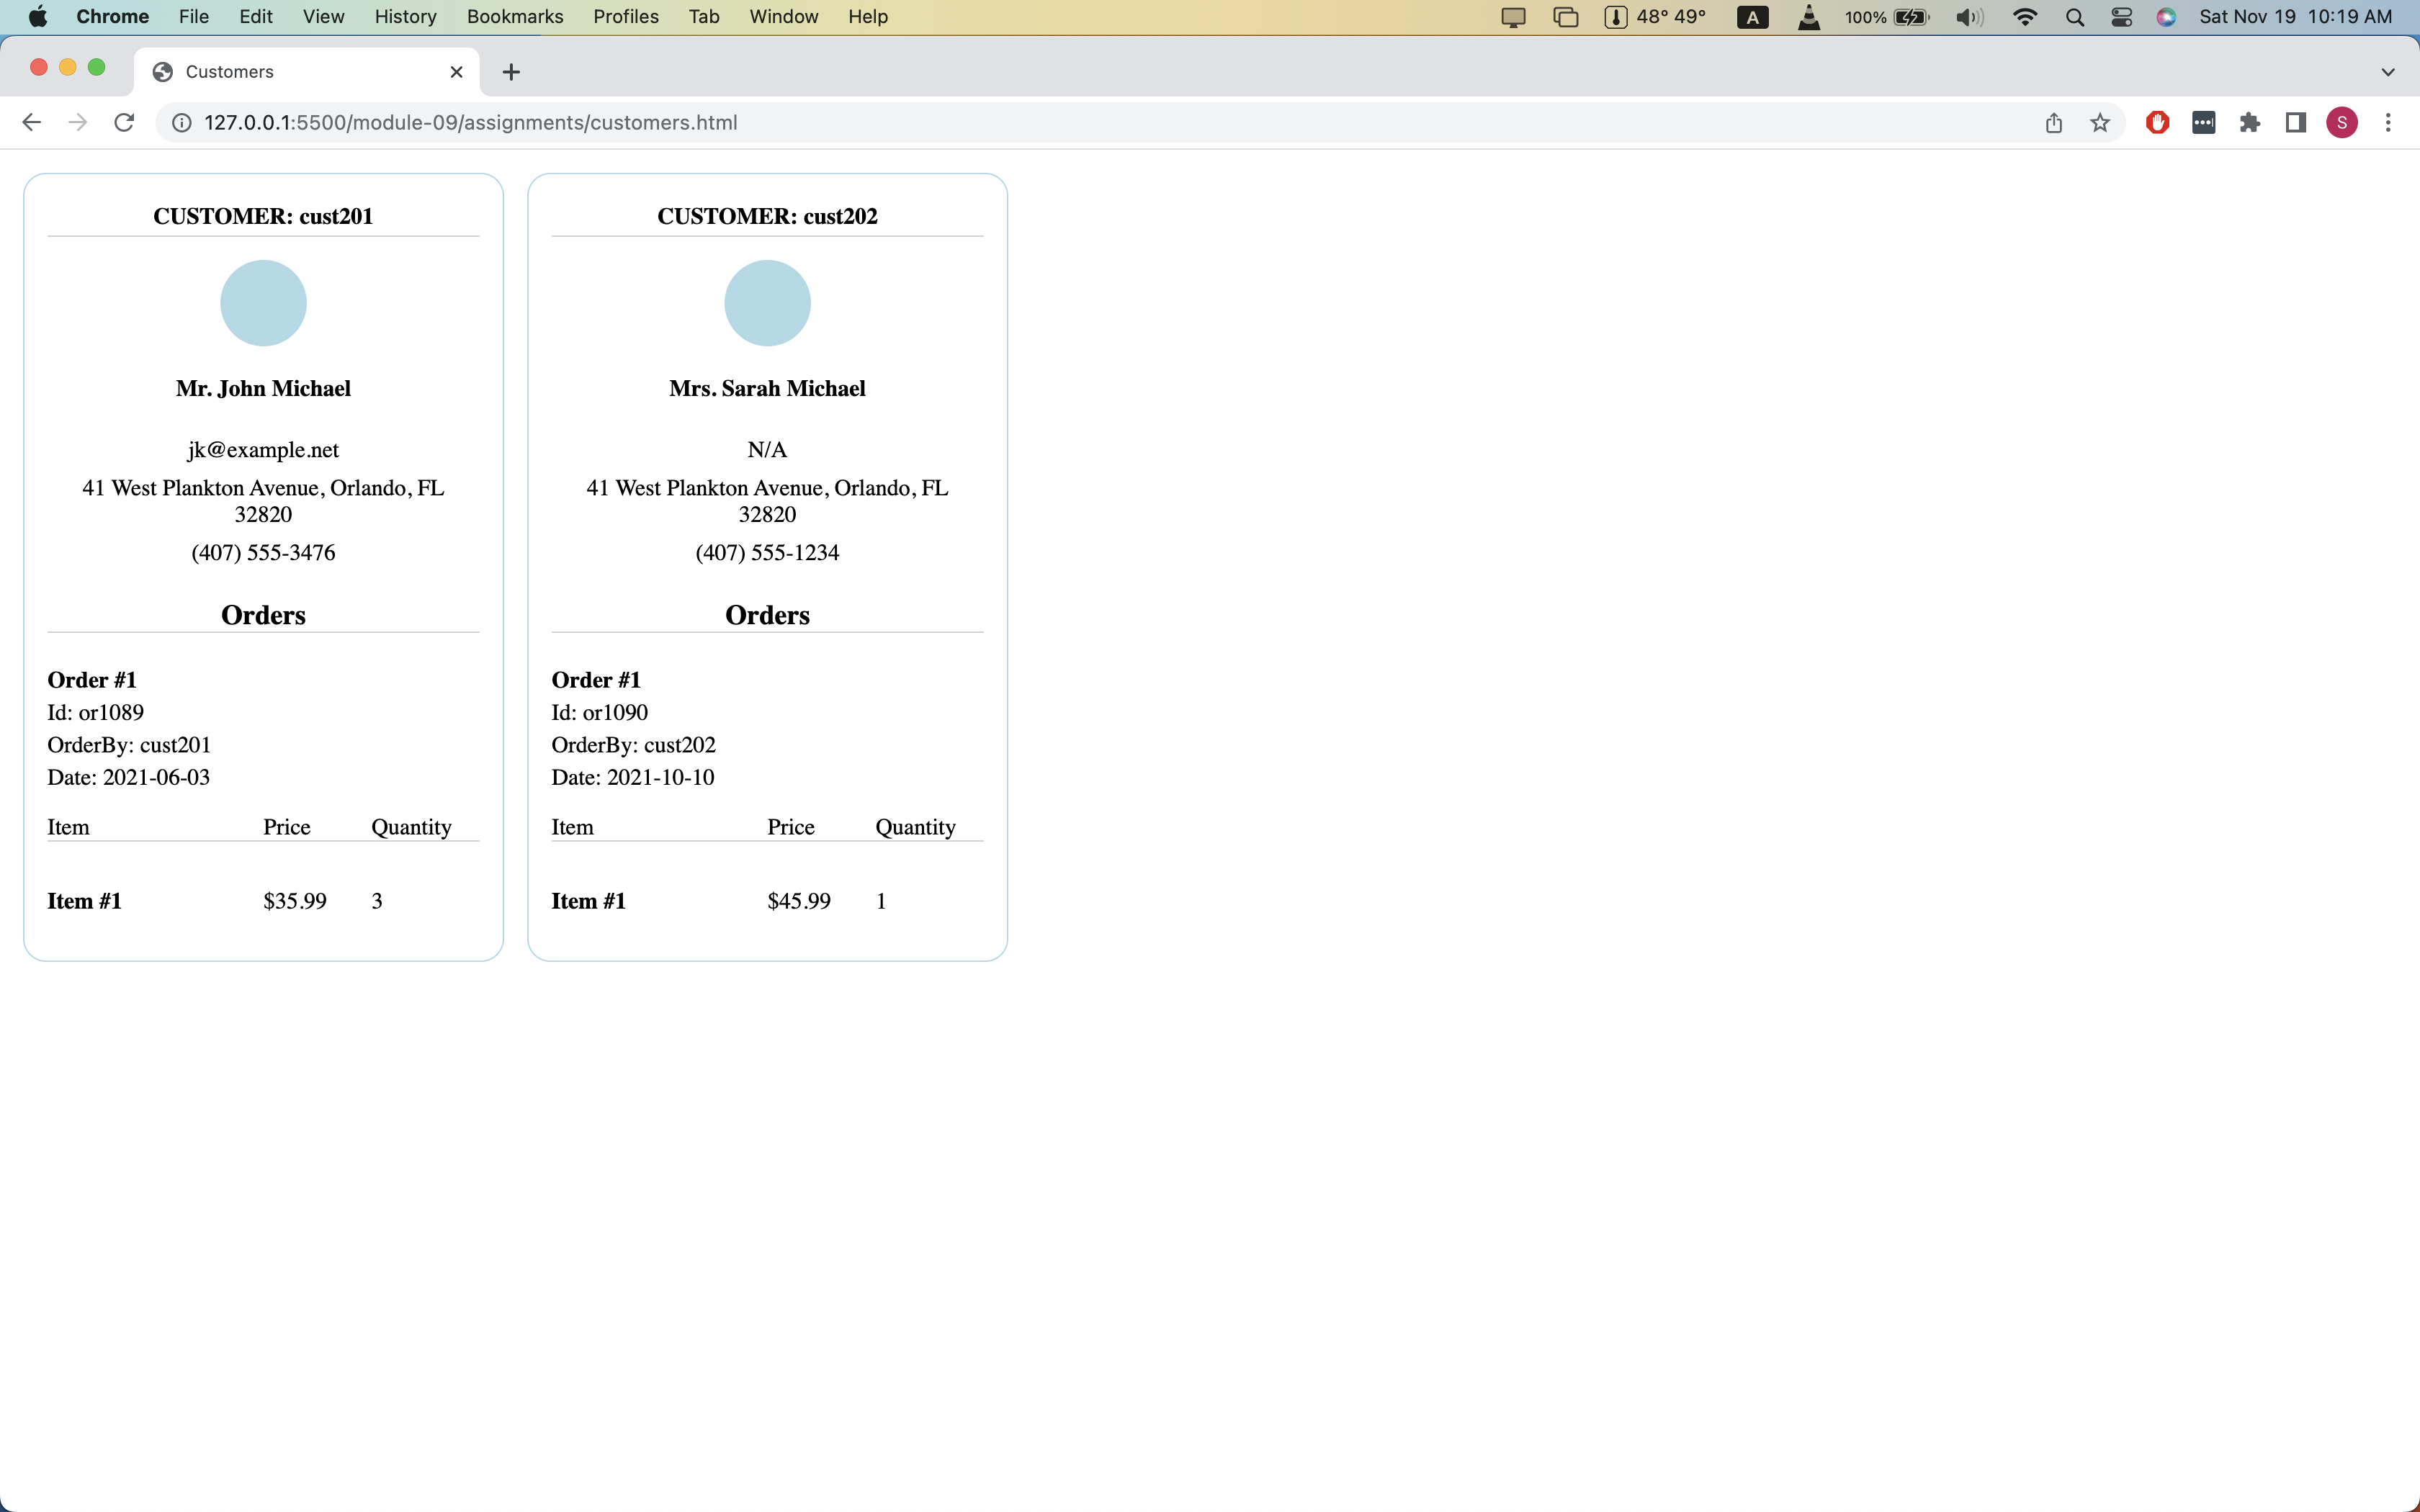 Chrome File Edit View History Bookmarks Profiles Tab Window Help 48° 49° A 100% Sat Nov 19 10:19 AM
Customers
127.0.0.1:5500/module-09/assignments/customers.html S
CUSTOMER: cust201
Mr. John Michael
jk@example.net
41 West Plankton Avenue, Orlando, FL
32820
(407) 555-3476
Orders
Order #1
Id: or1089
OrderBy: cust201
Date: 2021-06-03
Item Price Quantity
Item #1 $35.99 3
CUSTOMER: cust202
Mrs. Sarah Michael
N/A
41 West Plankton Avenue, Orlando, FL
32820
(407) 555-1234
Orders
Order #1
Id: or1090
OrderBy: cust202
Date: 2021-10-10
Item Price Quantity
Item #1 $45.99 1